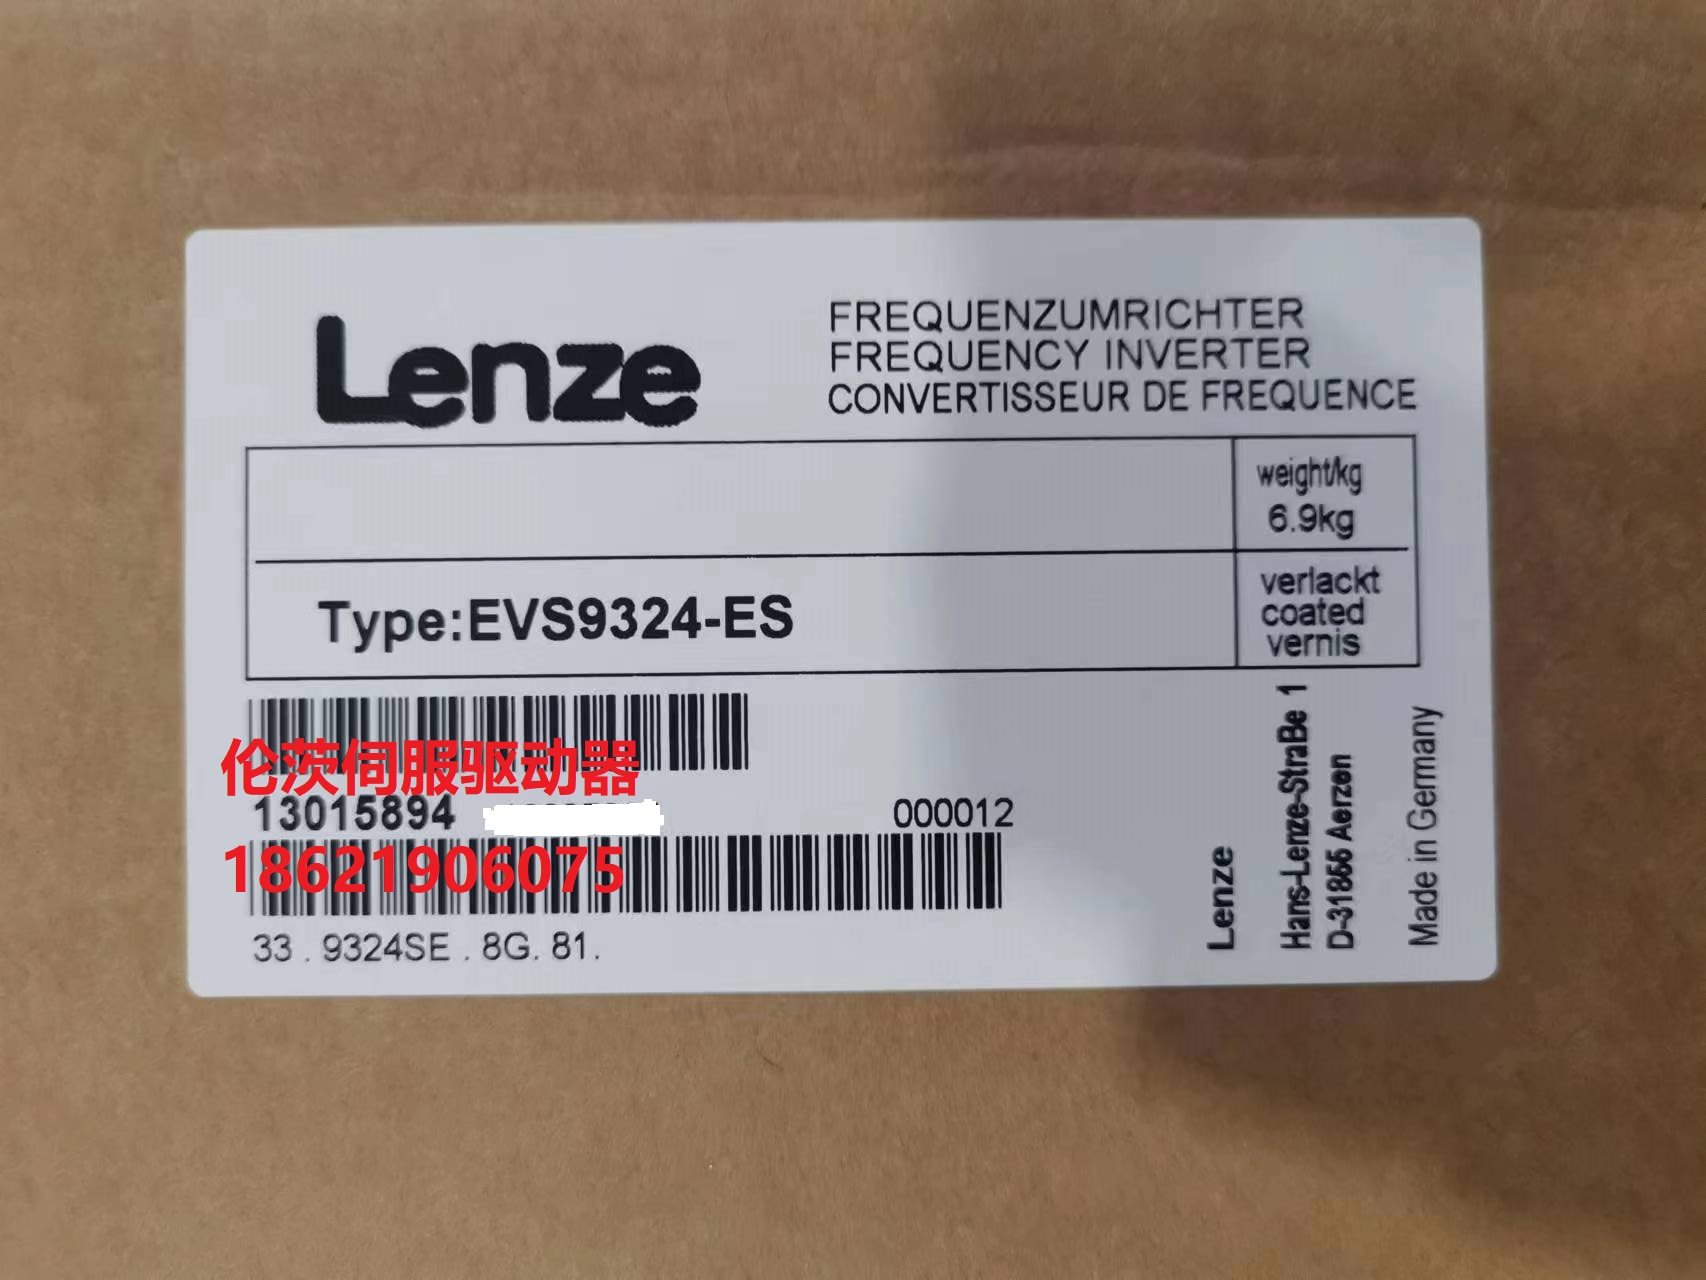 Lenze
FREQUENZUMRICHTER
FREQUENCY INVERTER
CONVERTISSEUR DE FREQUENCE
weight/kg
6.9kg
Type:EVS9324-ES
verlackt
coated
vernis
伦茨伺服驱动器
13015894
000012
18621906075
33 . 9324SE . 8G. 81.
Lenze
Hans-Lenze-StraBe 1
D-31855 Aerzen
Made in Germany